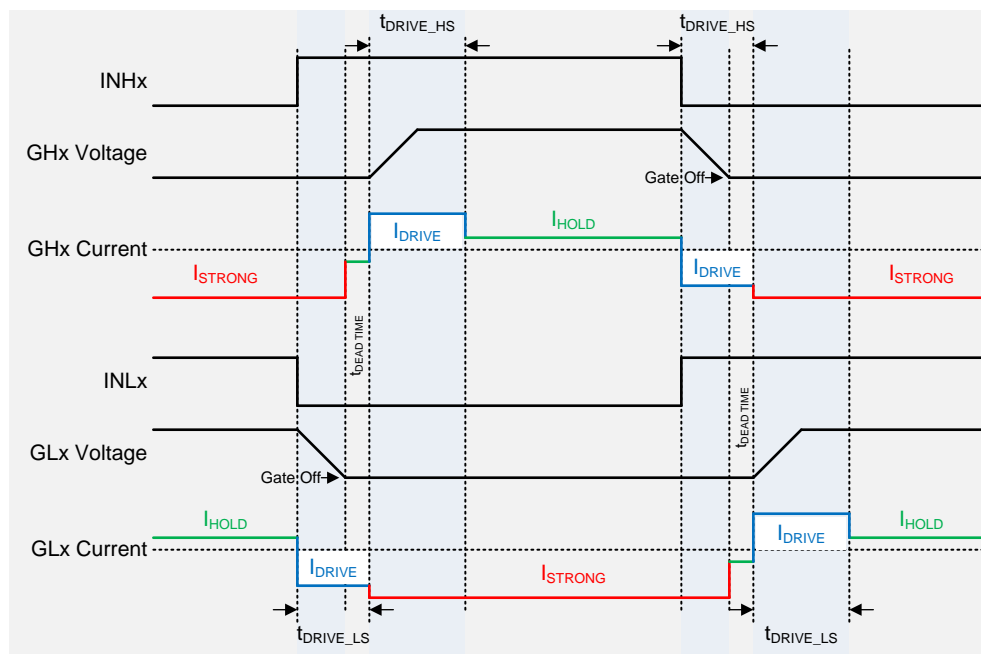 tDRIVE_HS tDRIVE_HS
INHx
GHx Voltage
Gate Off
IHOLD
IDRIVE
GHx Current
IDRIVE
ISTRONG ISTRONG
tDEAD TIME
INLx
tDEAD TIME
GLx Voltage
Gate Off
IHOLD IHOLD
IDRIVE
GLx Current
IDRIVE ISTRONG
tDRIVE_LS tDRIVE_LS